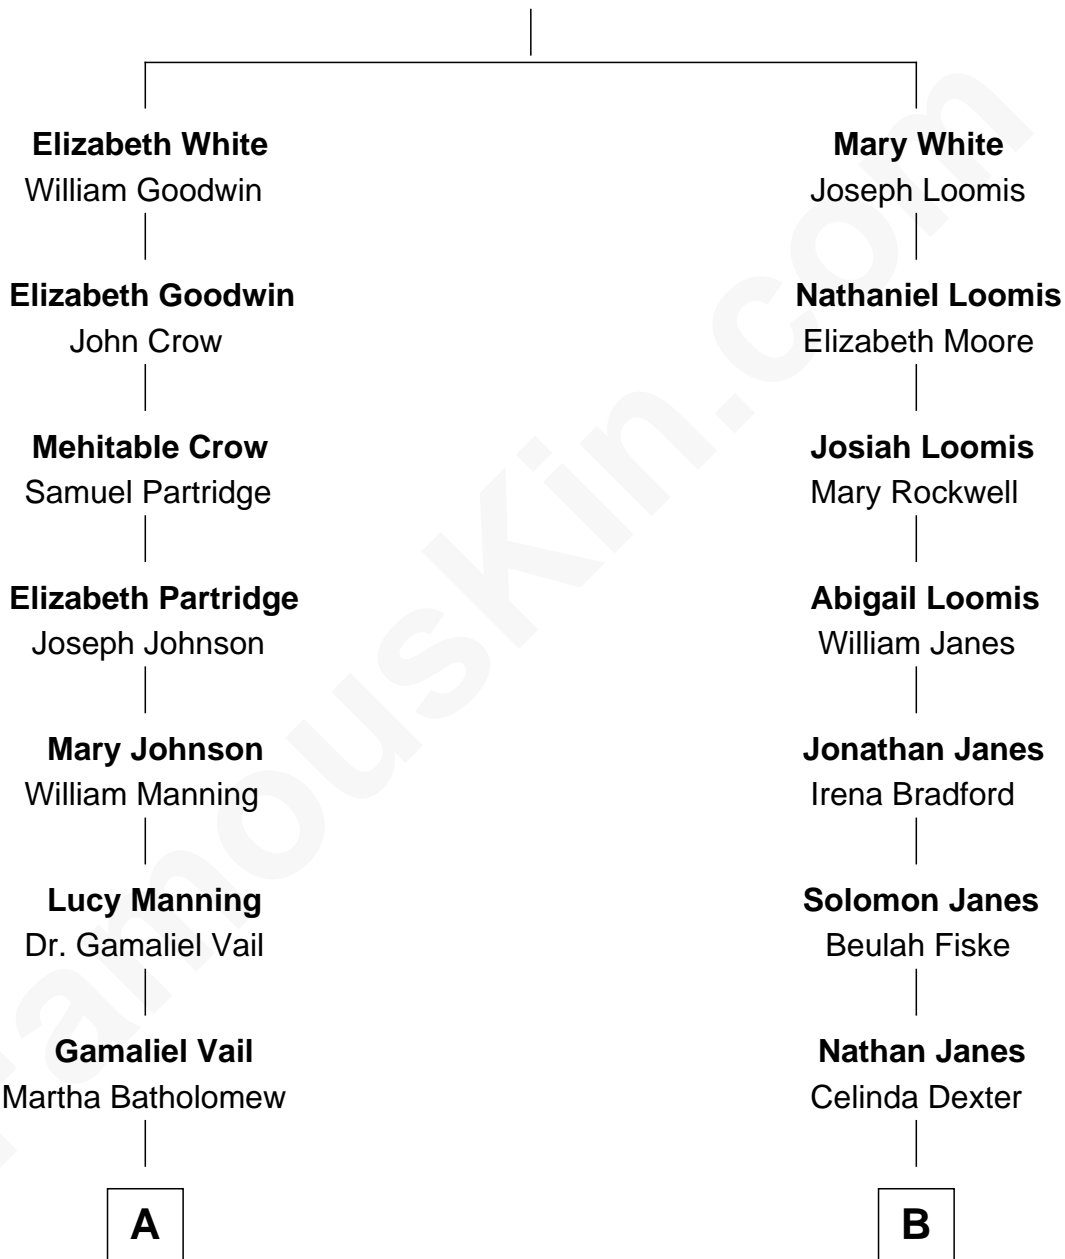 Elizabeth White
William Goodwin
Elizabeth Goodwin
John Crow
Mehitable Crow
Samuel Partridge
Elizabeth Partridge
Joseph Johnson
Mary Johnson
William Manning
Lucy Manning
Dr. Gamaliel Vail
Gamaliel Vail
Martha Batholomew
A
Mary White
Joseph Loomis
Nathaniel Loomis
Elizabeth Moore
Josiah Loomis
Mary Rockwell
Abigail Loomis
William Janes
Jonathan Janes
Irena Bradford
Solomon Janes
Beulah Fiske
Nathan Janes
Celinda Dexter
B
FamousKin.com